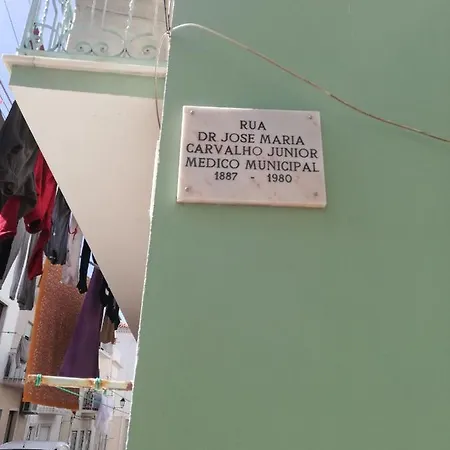 RUA
DR JOSE MARIA
CARVALHO JUNIOR
MEDICO MUNICIPAL
1887 - 1980